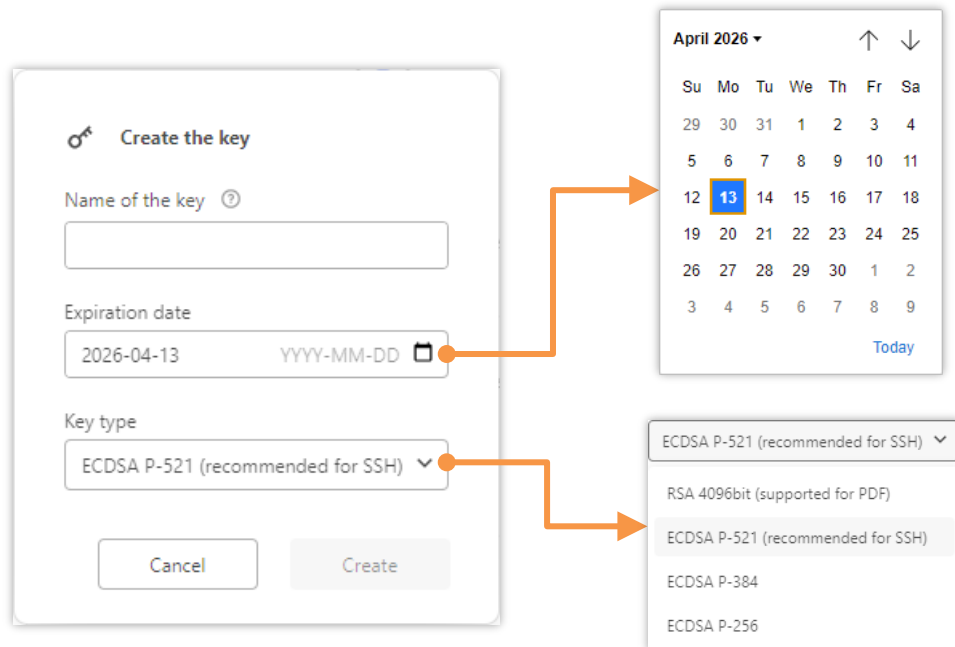 Create the key
Name of the key ?
Expiration date
2026-04-13 YYYY-MM-DD
Key type
ECDSA P-521 (recommended for SSH)
Cancel Create
April 2026
Su Mo Tu We Th Fr Sa
29 30 31 1 2 3 4
5 6 7 8 9 10 11
12 13 14 15 16 17 18
19 20 21 22 23 24 25
26 27 28 29 30 1 2
3 4 5 6 7 8 9
Today
ECDSA P-521 (recommended for SSH)
RSA 4096bit (supported for PDF)
ECDSA P-521 (recommended for SSH)
ECDSA P-384
ECDSA P-256